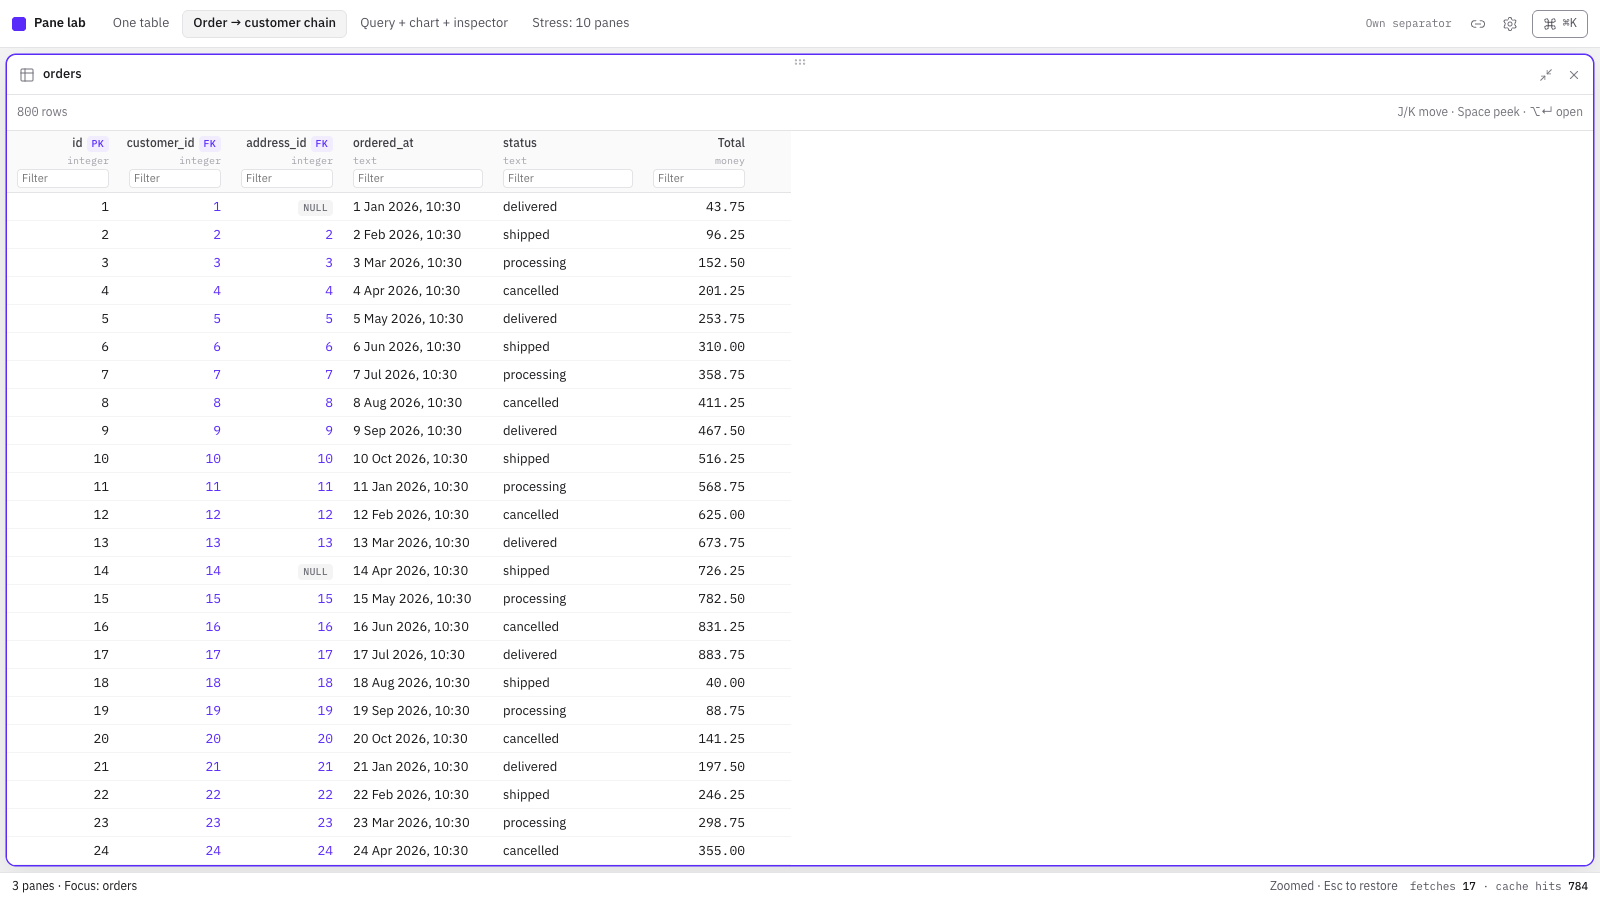 Pane lab One table Order → customer chain Query + chart + inspector Stress: 10 panes Own separator ⌘ ⌘K
orders
800 rows J/K move · Space peek · ⌥↵ open
id PK customer_id FK address_id FK ordered_at status Total
integer integer integer text text money
Filter Filter Filter Filter Filter Filter
1 1 NULL 1 Jan 2026, 10:30 delivered 43.75
2 2 2 2 Feb 2026, 10:30 shipped 96.25
3 3 3 3 Mar 2026, 10:30 processing 152.50
4 4 4 4 Apr 2026, 10:30 cancelled 201.25
5 5 5 5 May 2026, 10:30 delivered 253.75
6 6 6 6 Jun 2026, 10:30 shipped 310.00
7 7 7 7 Jul 2026, 10:30 processing 358.75
8 8 8 8 Aug 2026, 10:30 cancelled 411.25
9 9 9 9 Sep 2026, 10:30 delivered 467.50
10 10 10 10 Oct 2026, 10:30 shipped 516.25
11 11 11 11 Jan 2026, 10:30 processing 568.75
12 12 12 12 Feb 2026, 10:30 cancelled 625.00
13 13 13 13 Mar 2026, 10:30 delivered 673.75
14 14 NULL 14 Apr 2026, 10:30 shipped 726.25
15 15 15 15 May 2026, 10:30 processing 782.50
16 16 16 16 Jun 2026, 10:30 cancelled 831.25
17 17 17 17 Jul 2026, 10:30 delivered 883.75
18 18 18 18 Aug 2026, 10:30 shipped 40.00
19 19 19 19 Sep 2026, 10:30 processing 88.75
20 20 20 20 Oct 2026, 10:30 cancelled 141.25
21 21 21 21 Jan 2026, 10:30 delivered 197.50
22 22 22 22 Feb 2026, 10:30 shipped 246.25
23 23 23 23 Mar 2026, 10:30 processing 298.75
24 24 24 24 Apr 2026, 10:30 cancelled 355.00
3 panes · Focus: orders Zoomed · Esc to restore fetches 17 · cache hits 784